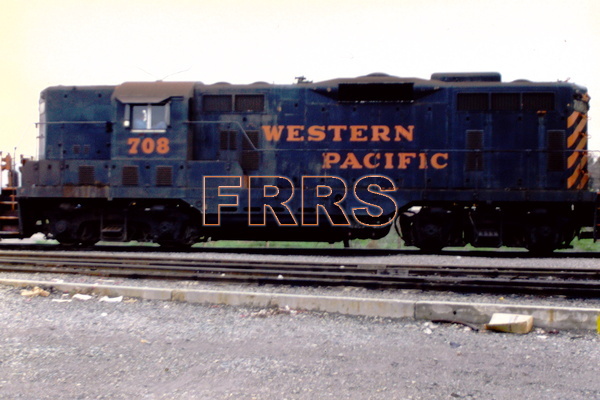 WESTERN
708
PACIFIC
FRRS